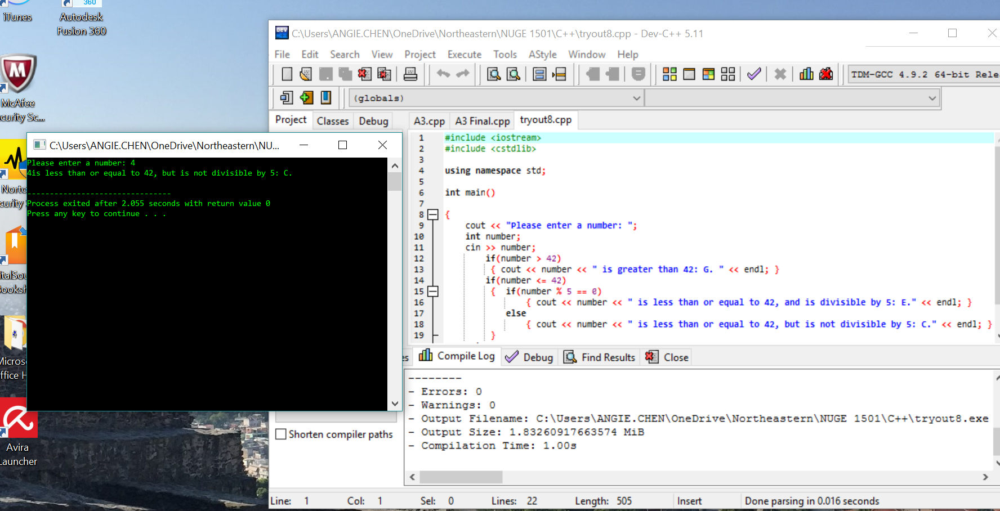 iTunes
360
Autodesk
Fusion 360
McAfee
curity Sc...
Norto
curity
italSou
ooksh
Micros
ffice H
Avira
Launcher
DEV
C:\Users\ANGIE.CHEN\OneDrive\Northeastern\NUGE 1501\C++\tryout8.cpp - Dev-C++ 5.11
File Edit Search View Project Execute Tools AStyle Window Help
TDM-GCC 4.9.2 64-bit Rele
(globals)
Project Classes Debug
A3.cpp A3 Final.cpp tryout8.cpp
C:\Users\ANGIE.CHEN\OneDrive\Northeastern\NU...
Please enter a number: 4
4is less than or equal to 42, but is not divisible by 5: C.
--------------------------------
Process exited after 2.055 seconds with return value 0
Press any key to continue . . .
1 #include <iostream>
2 #include <cstdlib>
3
4 using namespace std;
5
6 int main()
7
8 {
9 cout << "Please enter a number: ";
10 int number;
11 cin >> number;
12 if(number > 42)
13 { cout << number << " is greater than 42: G. " << endl; }
14 if(number <= 42)
15 { if(number % 5 == 0)
16 { cout << number << " is less than or equal to 42, and is divisible by 5: E." << endl; }
17 else
18 { cout << number << " is less than or equal to 42, but is not divisible by 5: C." << endl; }
19 }
es Compile Log Debug Find Results Close
--------
- Errors: 0
- Warnings: 0
- Output Filename: C:\Users\ANGIE.CHEN\OneDrive\Northeastern\NUGE 1501\C++\tryout8.exe
- Output Size: 1.83260917663574 MiB
- Compilation Time: 1.00s
Shorten compiler paths
Line: 1 Col: 1 Sel: 0 Lines: 22 Length: 505 Insert Done parsing in 0.016 seconds